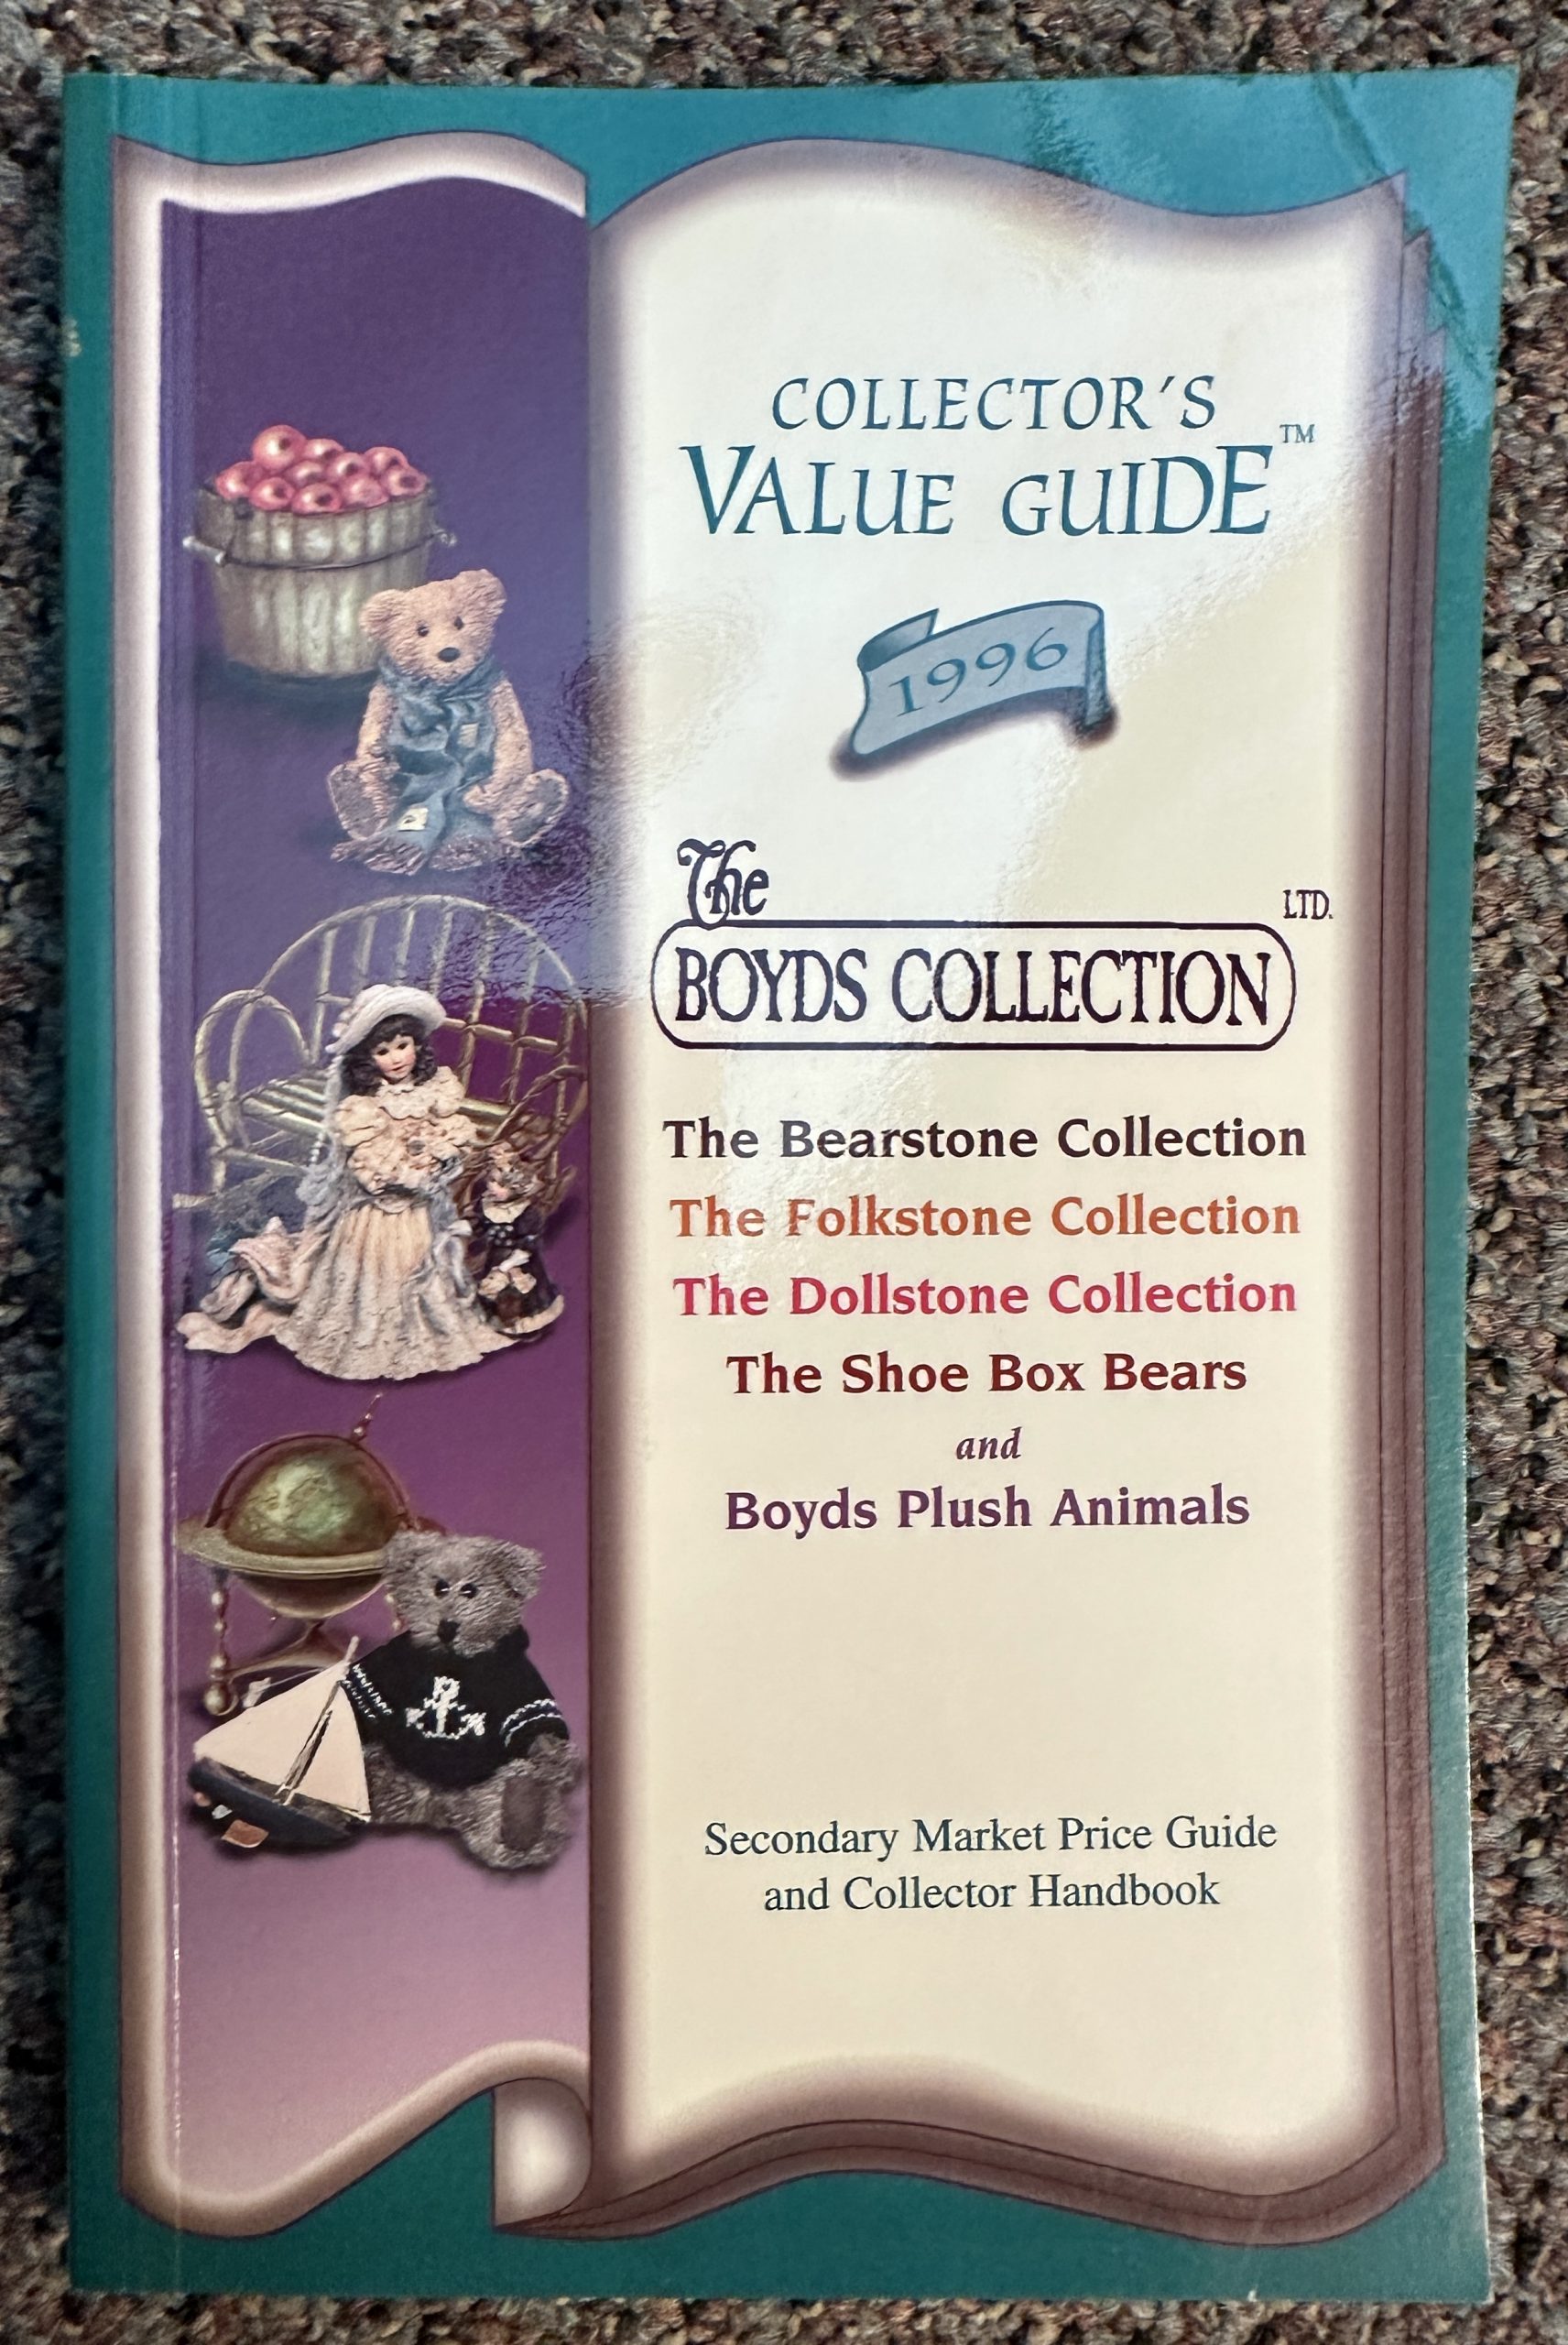 COLLECTOR'S
VALUE GUIDE™
1996
The
BOYDS COLLECTION LTD.
The Bearstone Collection
The Folkstone Collection
The Dollstone Collection
The Shoe Box Bears
and
Boyds Plush Animals
Secondary Market Price Guide
and Collector Handbook